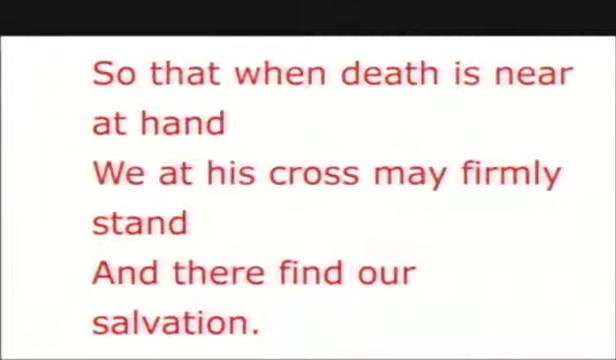 So that when death is near
at hand
We at his cross may firmly
stand
And there find our
salvation.